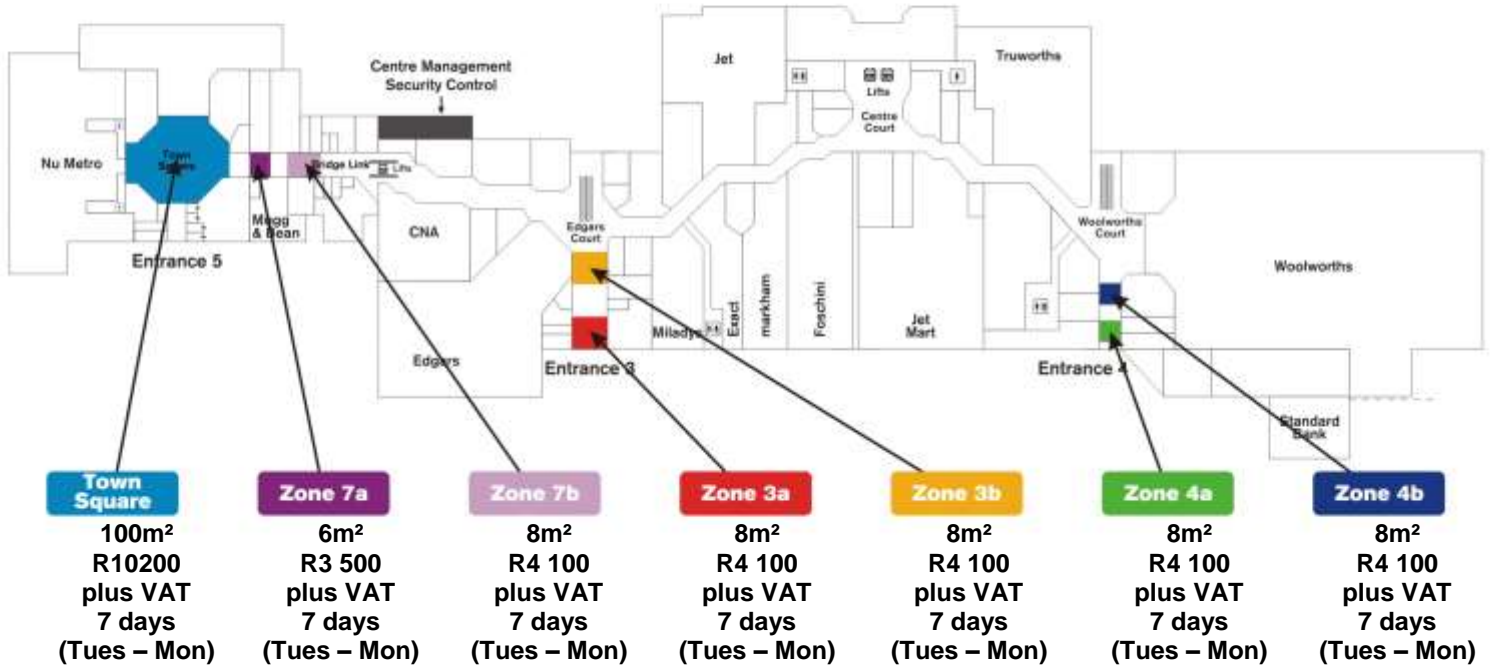 Centre Management
Security Control
Jet
Truworths
Lifts
Centre
Court
Nu Metro
Town
Square
Bridge Link
Lifts
Mugg
& Bean
CNA
Edgars
Court
Woolworths
Court
Woolworths
Entrance 5
Edgars
Miladys
Exact
markham
Foschini
Jet
Mart
Entrance 3
Entrance 4
Standard
Bank
Town
Square
100m²
R10200
plus VAT
7 days
(Tues – Mon)
Zone 7a
6m²
R3 500
plus VAT
7 days
(Tues – Mon)
Zone 7b
8m²
R4 100
plus VAT
7 days
(Tues – Mon)
Zone 3a
8m²
R4 100
plus VAT
7 days
(Tues – Mon)
Zone 3b
8m²
R4 100
plus VAT
7 days
(Tues – Mon)
Zone 4a
8m²
R4 100
plus VAT
7 days
(Tues – Mon)
Zone 4b
8m²
R4 100
plus VAT
7 days
(Tues – Mon)